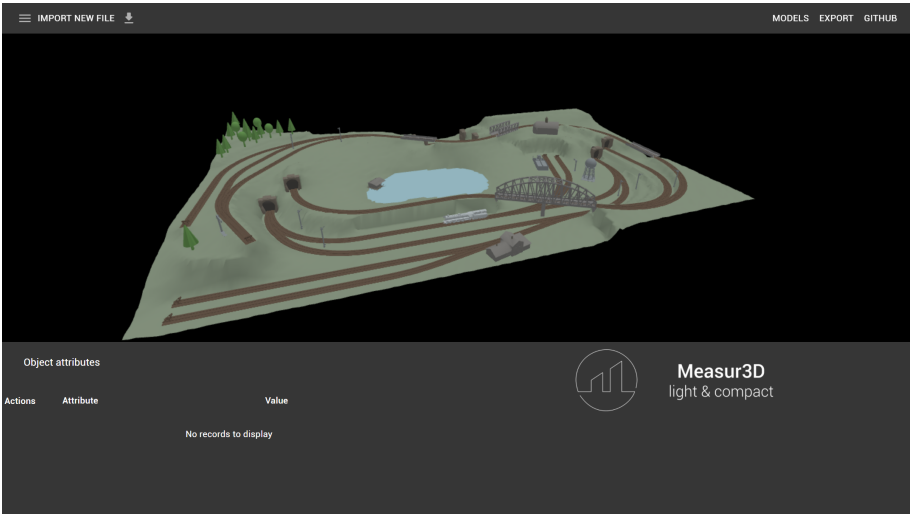 IMPORT NEW FILE
MODELS EXPORT GITHUB
Object attributes
Actions Attribute Value
No records to display
Measur3D
light & compact